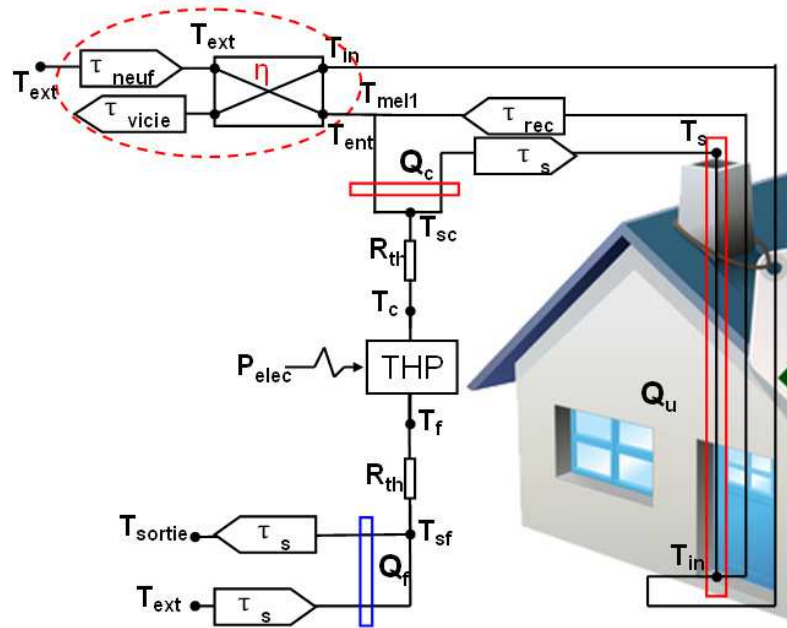 T_ext
T_in
T_ext
τ_neuf
η
T_mel1
τ_vicie
T_ent
τ_rec
T_s
Q_c
τ_s
T_sc
R_th
T_c
P_elec
THP
Q_u
T_f
R_th
T_sortie
τ_s
T_sf
Q_f
T_in
T_ext
τ_s